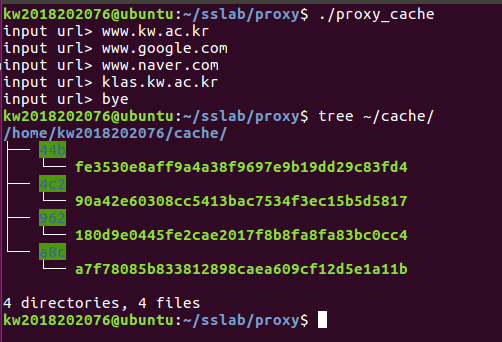 kw2018202076@ubuntu:~/sslab/proxy$ ./proxy_cache
input url> www.kw.ac.kr
input url> www.google.com
input url> www.naver.com
input url> klas.kw.ac.kr
input url> bye
kw2018202076@ubuntu:~/sslab/proxy$ tree ~/cache/
/home/kw2018202076/cache/
├── 44b
│   └── fe3530e8aff9a4a38f9697e9b19dd29c83fd4
├── 4c2
│   └── 90a42e60308cc5413bac7534f3ec15b5d5817
├── 962
│   └── 180d9e0445fe2cae2017f8b8fa8fa83bc0cc4
└── a8c
    └── a7f78085b833812898caea609cf12d5e1a11b

4 directories, 4 files
kw2018202076@ubuntu:~/sslab/proxy$